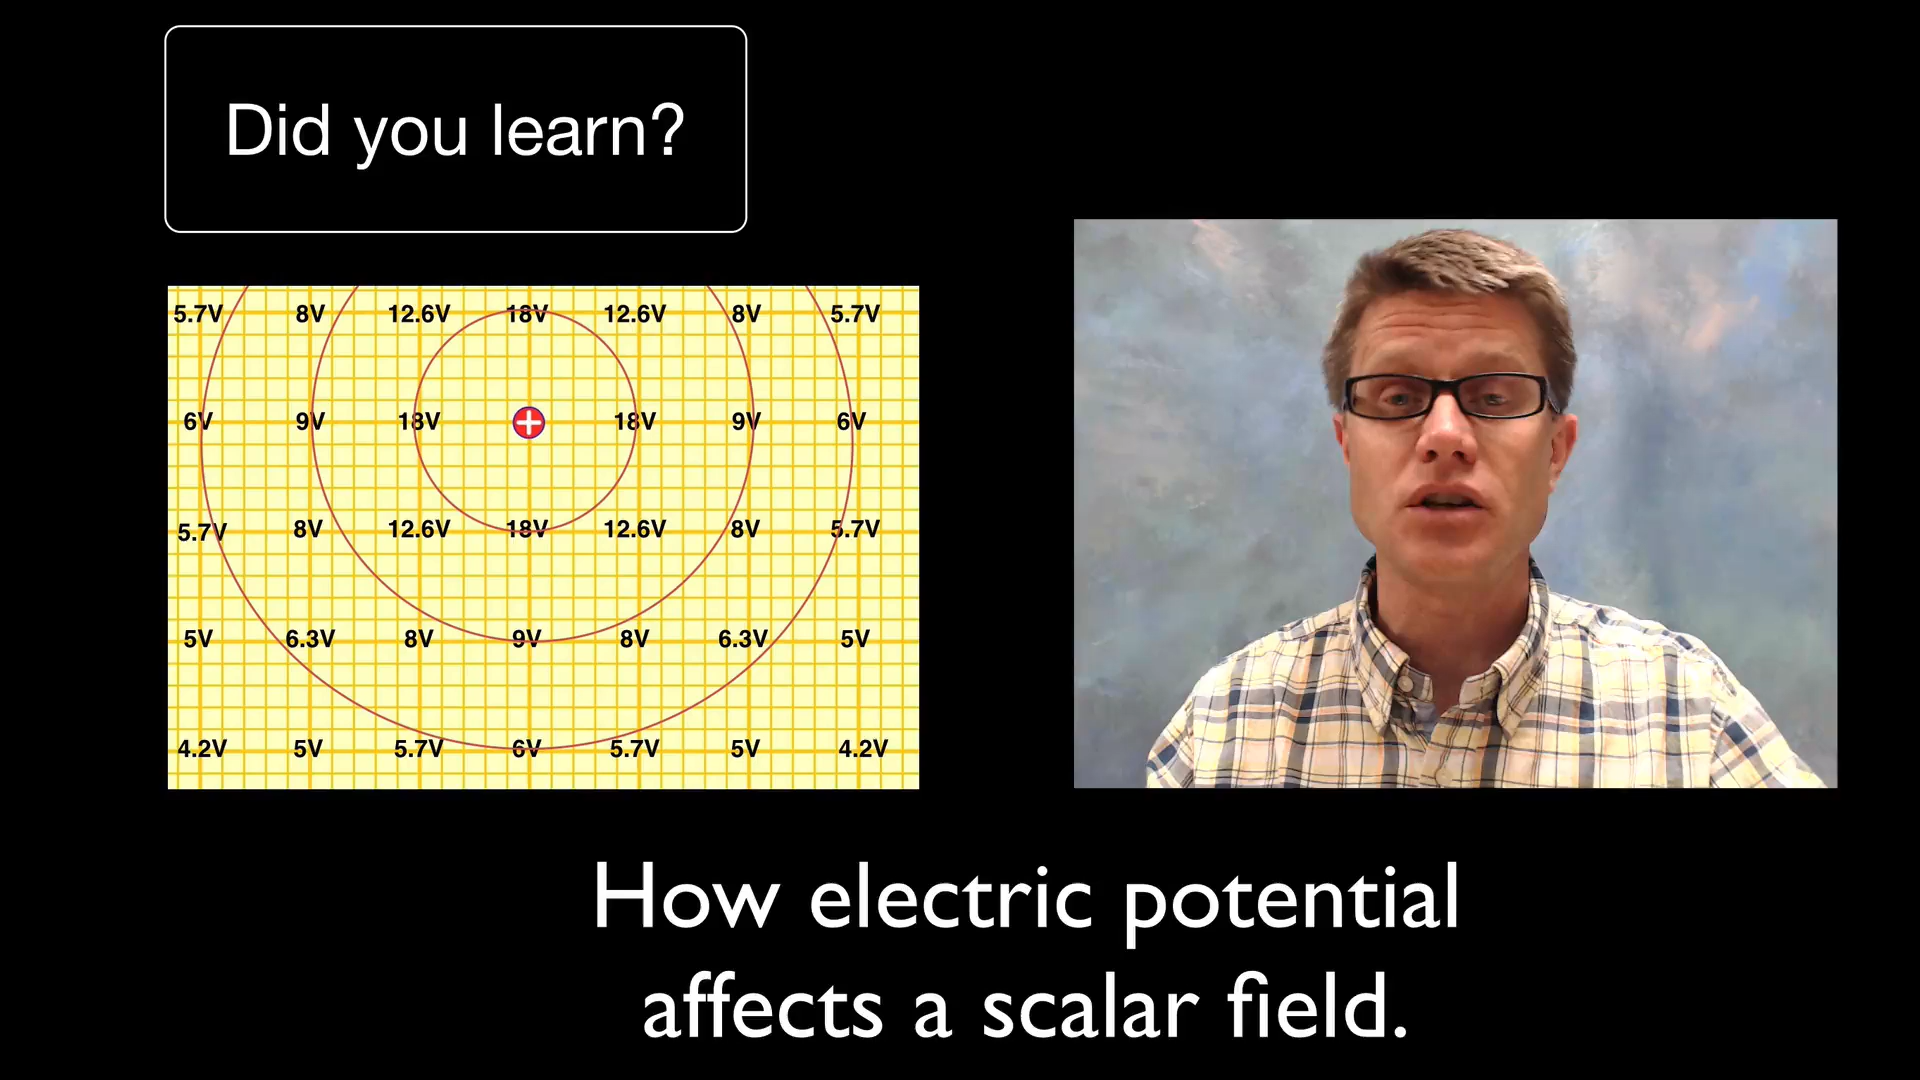 Did you learn?
5.7V 8V 12.6V 18V 12.6V 8V 5.7V
6V 9V 18V 18V 9V 6V
5.7V 8V 12.6V 18V 12.6V 8V 5.7V
5V 6.3V 8V 9V 8V 6.3V 5V
4.2V 5V 5.7V 6V 5.7V 5V 4.2V
How electric potential
affects a scalar field.